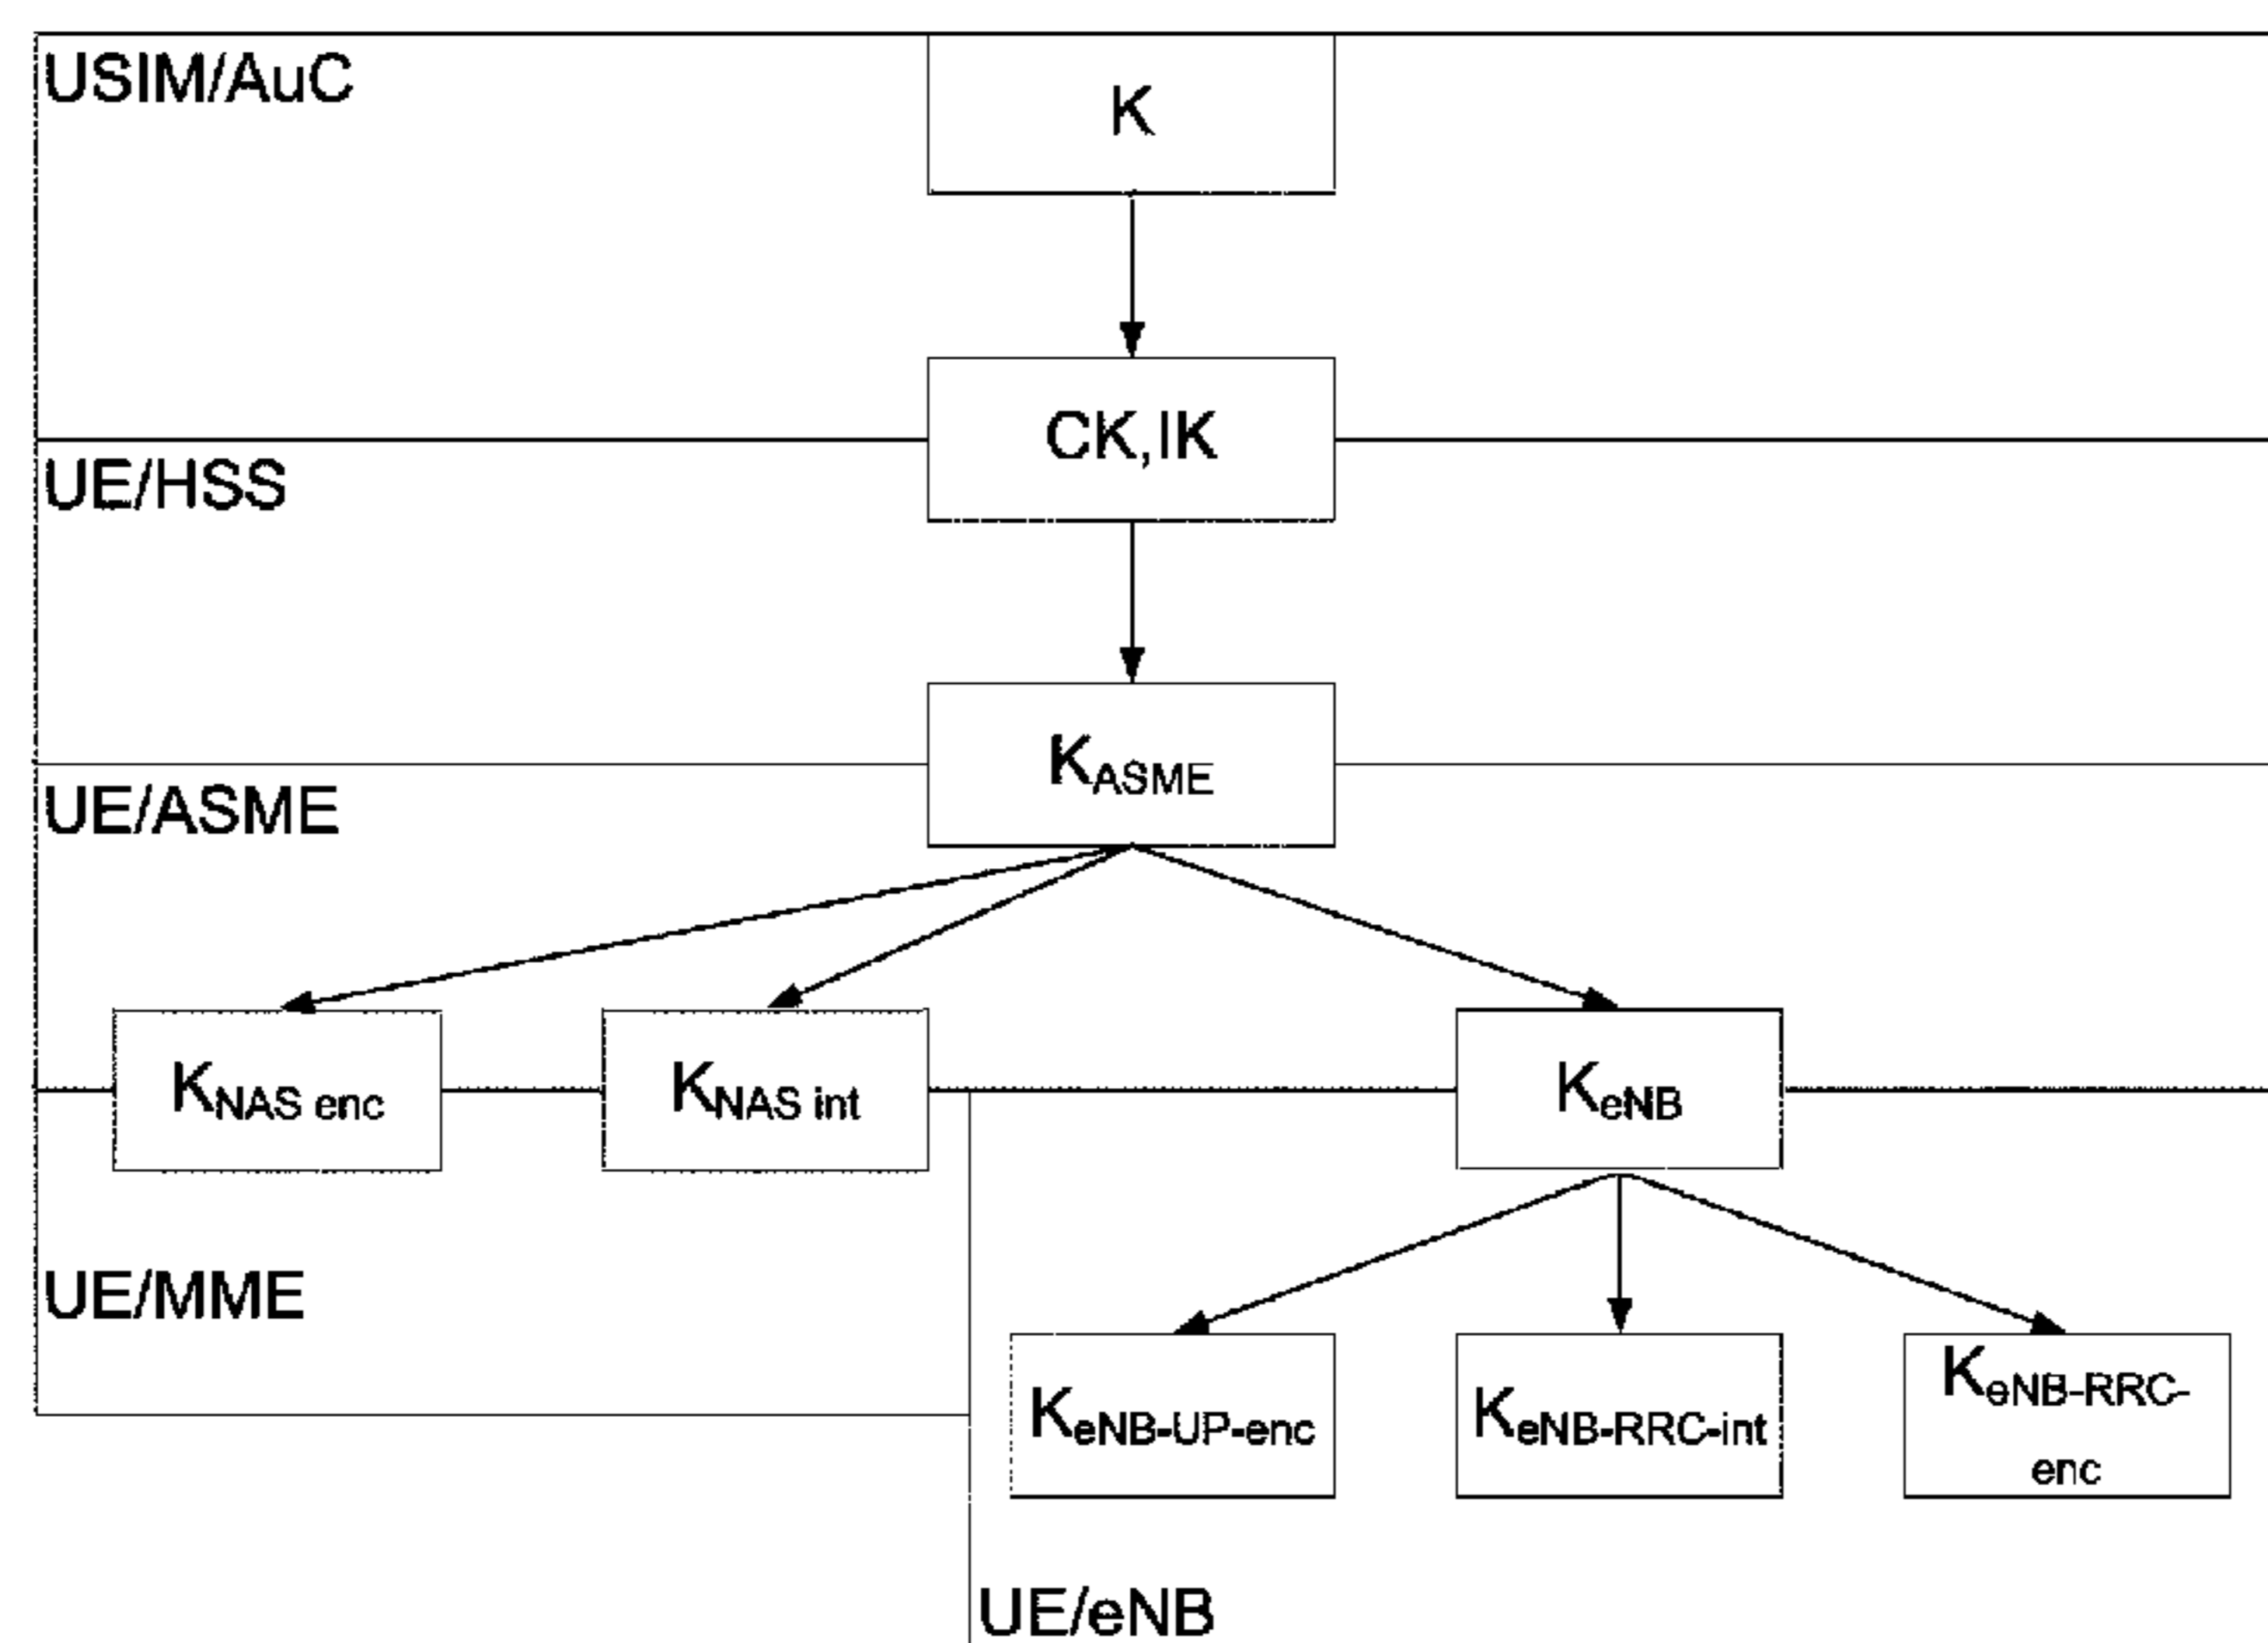 USIM/AuC
K
CK,IK
UE/HSS
KASME
UE/ASME
KNAS enc
KNAS int
KeNB
UE/MME
KeNB-UP-enc
KeNB-RRC-int
KeNB-RRC-
enc
UE/eNB